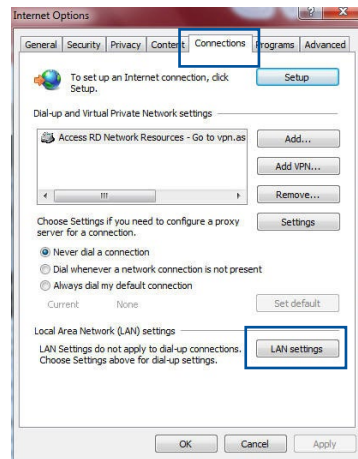 Internet Options
General Security Privacy Content Connections Programs Advanced
To set up an Internet connection, click
Setup.
Setup
Dial-up and Virtual Private Network settings
Access RD Network Resources - Go to vpn.as
Add...
Add VPN...
Remove...
Choose Settings if you need to configure a proxy
server for a connection.
Settings
Never dial a connection
Dial whenever a network connection is not present
Always dial my default connection
Current None
Set default
Local Area Network (LAN) settings
LAN Settings do not apply to dial-up connections.
Choose Settings above for dial-up settings.
LAN settings
OK Cancel Apply